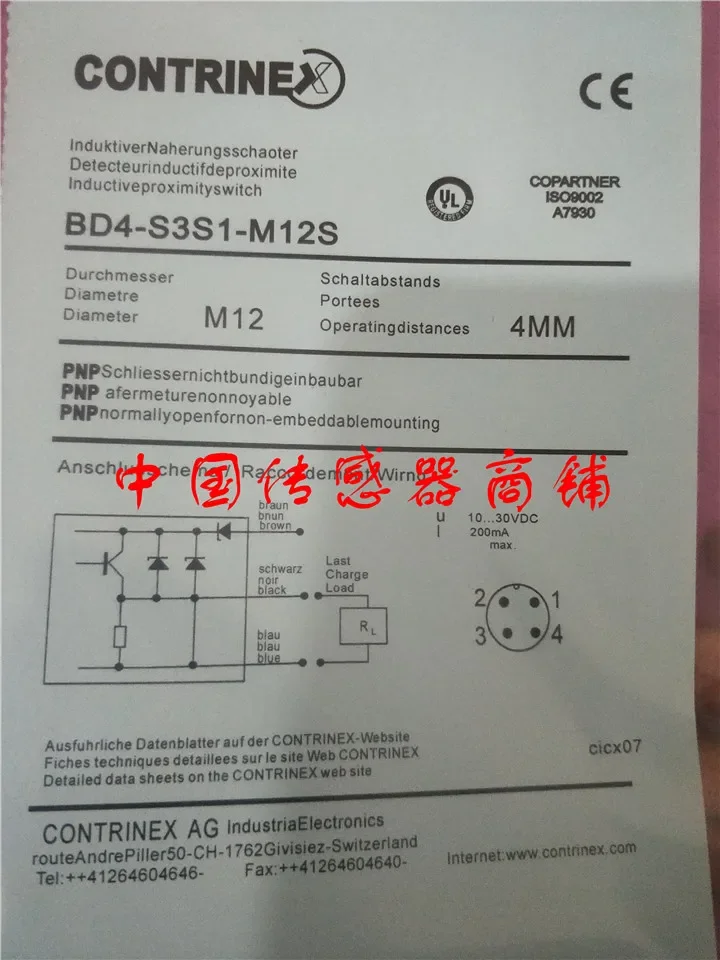 CONTRINEX
CE
InduktiverNaherungsschaoter
Detecteurinductifdeproximite
Inductiveproximityswitch
UL
REGISTERED FIRM
COPARTNER
ISO9002
A7930
BD4-S3S1-M12S
Durchmesser
Diametre
Diameter
M12
Schaltabstands
Portees
Operatingdistances
4MM
PNPSchliessernichtbundigeinbaubar
PNP afermeturenonnoyable
PNPnormallyopenfornon-embeddablemounting
中国传感器商铺
braun
bnun
brown
schwarz
noir
black
blau
blau
blue
Last
Charge
Load
RL
u 10...30VDC
I 200mA
max.
2 1
3 4
Ausfuhrliche Datenblatter auf der CONTRINEX-Website
Fiches techniques detaillees sur le site Web CONTRINEX
Detailed data sheets on the CONTRINEX web site
cicx07
CONTRINEX AG IndustriaElectronics
routeAndrePiller50-CH-1762Givisiez-Switzerland
Tel:++41264604646- Fax:++41264604640-
Internet:www.contrinex.com